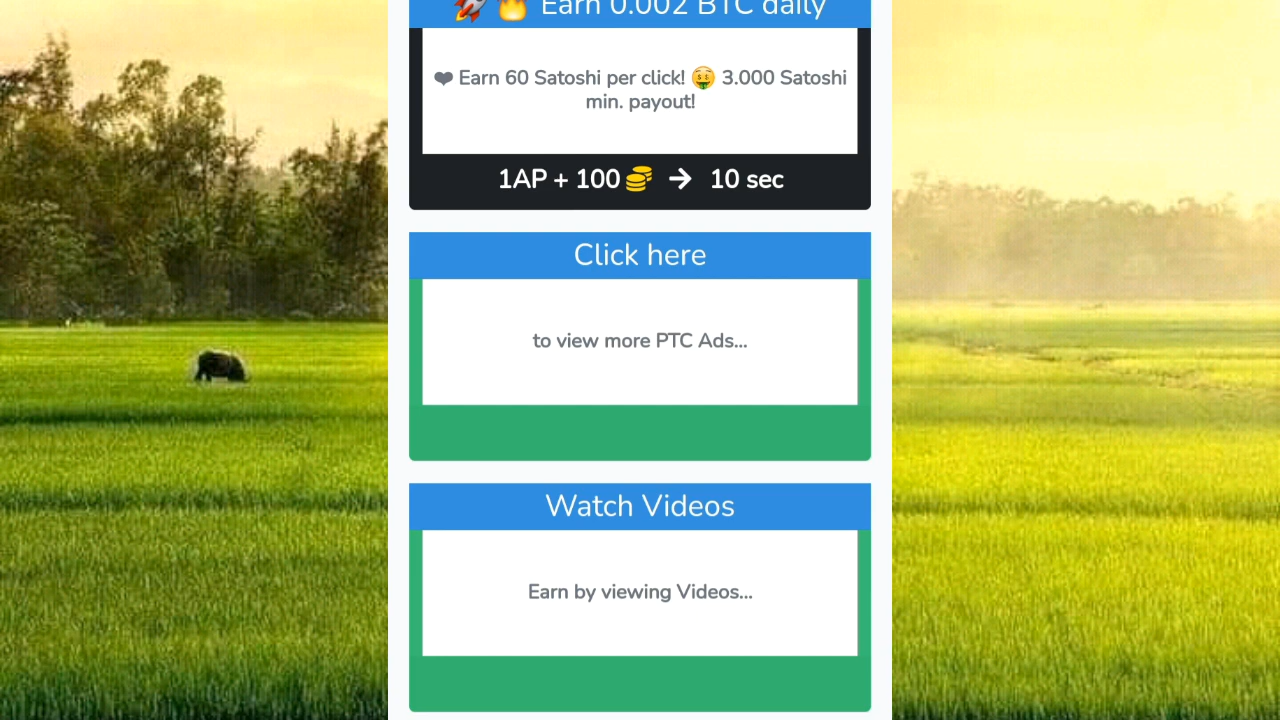 🚀🔥 Earn 0.002 BTC daily
❤ Earn 60 Satoshi per click! 🤑 3.000 Satoshi
min. payout!
1AP + 100 → 10 sec
Click here
to view more PTC Ads...
Watch Videos
Earn by viewing Videos...